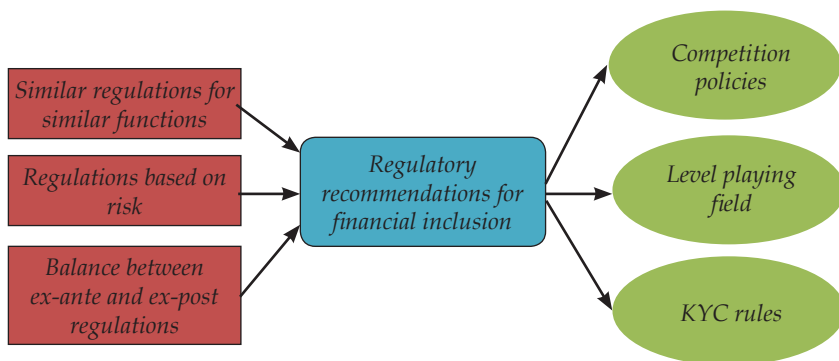 Similar regulations for
similar functions
Regulations based on
risk
Balance between
ex-ante and ex-post
regulations
Regulatory
recommendations for
financial inclusion
Competition
policies
Level playing
field
KYC rules